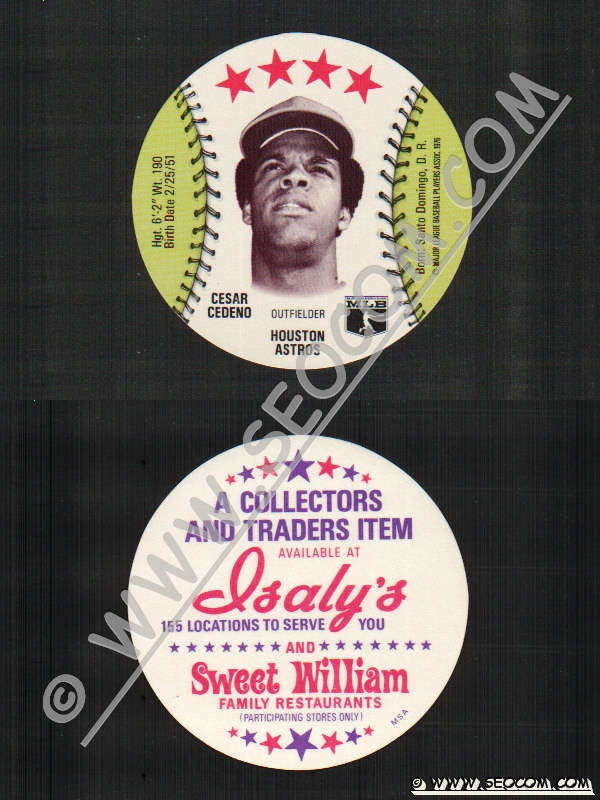 Hgt. 6'-2" Wt. 190
Birth Date 2/25/51
CESAR
CEDENO
OUTFIELDER
HOUSTON
ASTROS
MLB
Born: Santo Domingo, D. R.
© MAJOR LEAGUE BASEBALL PLAYERS ASSOC. 1976
A COLLECTORS
AND TRADERS ITEM
AVAILABLE AT
Isaly's
155 LOCATIONS TO SERVE YOU
AND
Sweet William
FAMILY RESTAURANTS
(PARTICIPATING STORES ONLY)
MSA
© WWW.SEOCOM.COM
© WWW.SEOCOM.COM